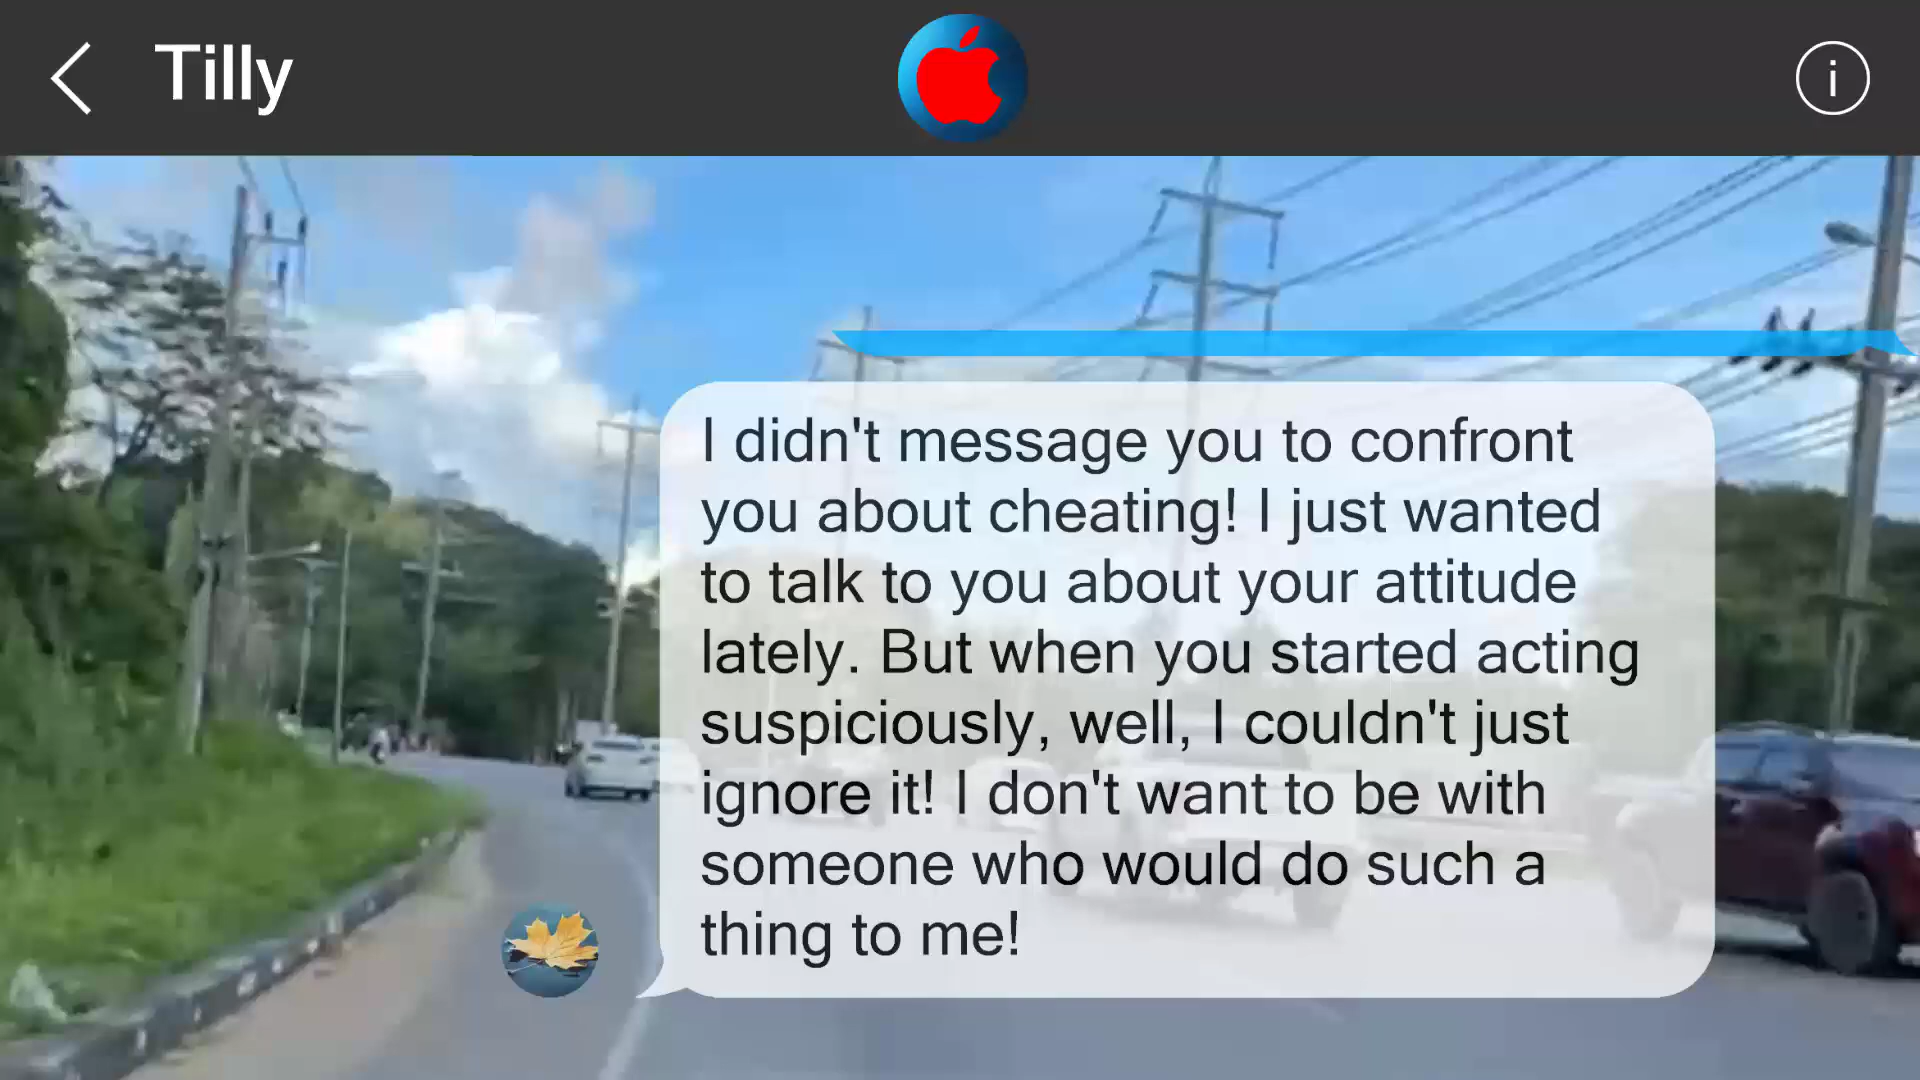 Tilly
i
I didn't message you to confront
you about cheating! I just wanted
to talk to you about your attitude
lately. But when you started acting
suspiciously, well, I couldn't just
ignore it! I don't want to be with
someone who would do such a
thing to me!